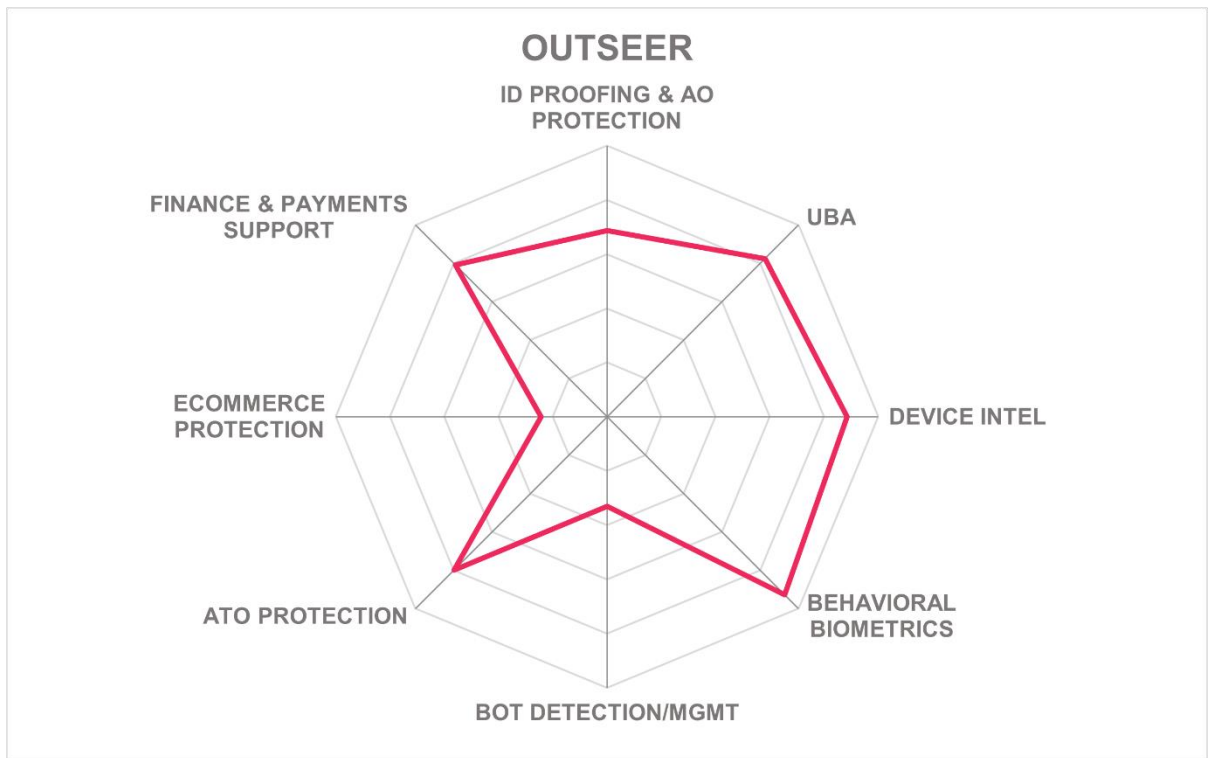 OUTSEER
ID PROOFING & AO
PROTECTION
UBA
DEVICE INTEL
BEHAVIORAL
BIOMETRICS
BOT DETECTION/MGMT
ATO PROTECTION
ECOMMERCE
PROTECTION
FINANCE & PAYMENTS
SUPPORT